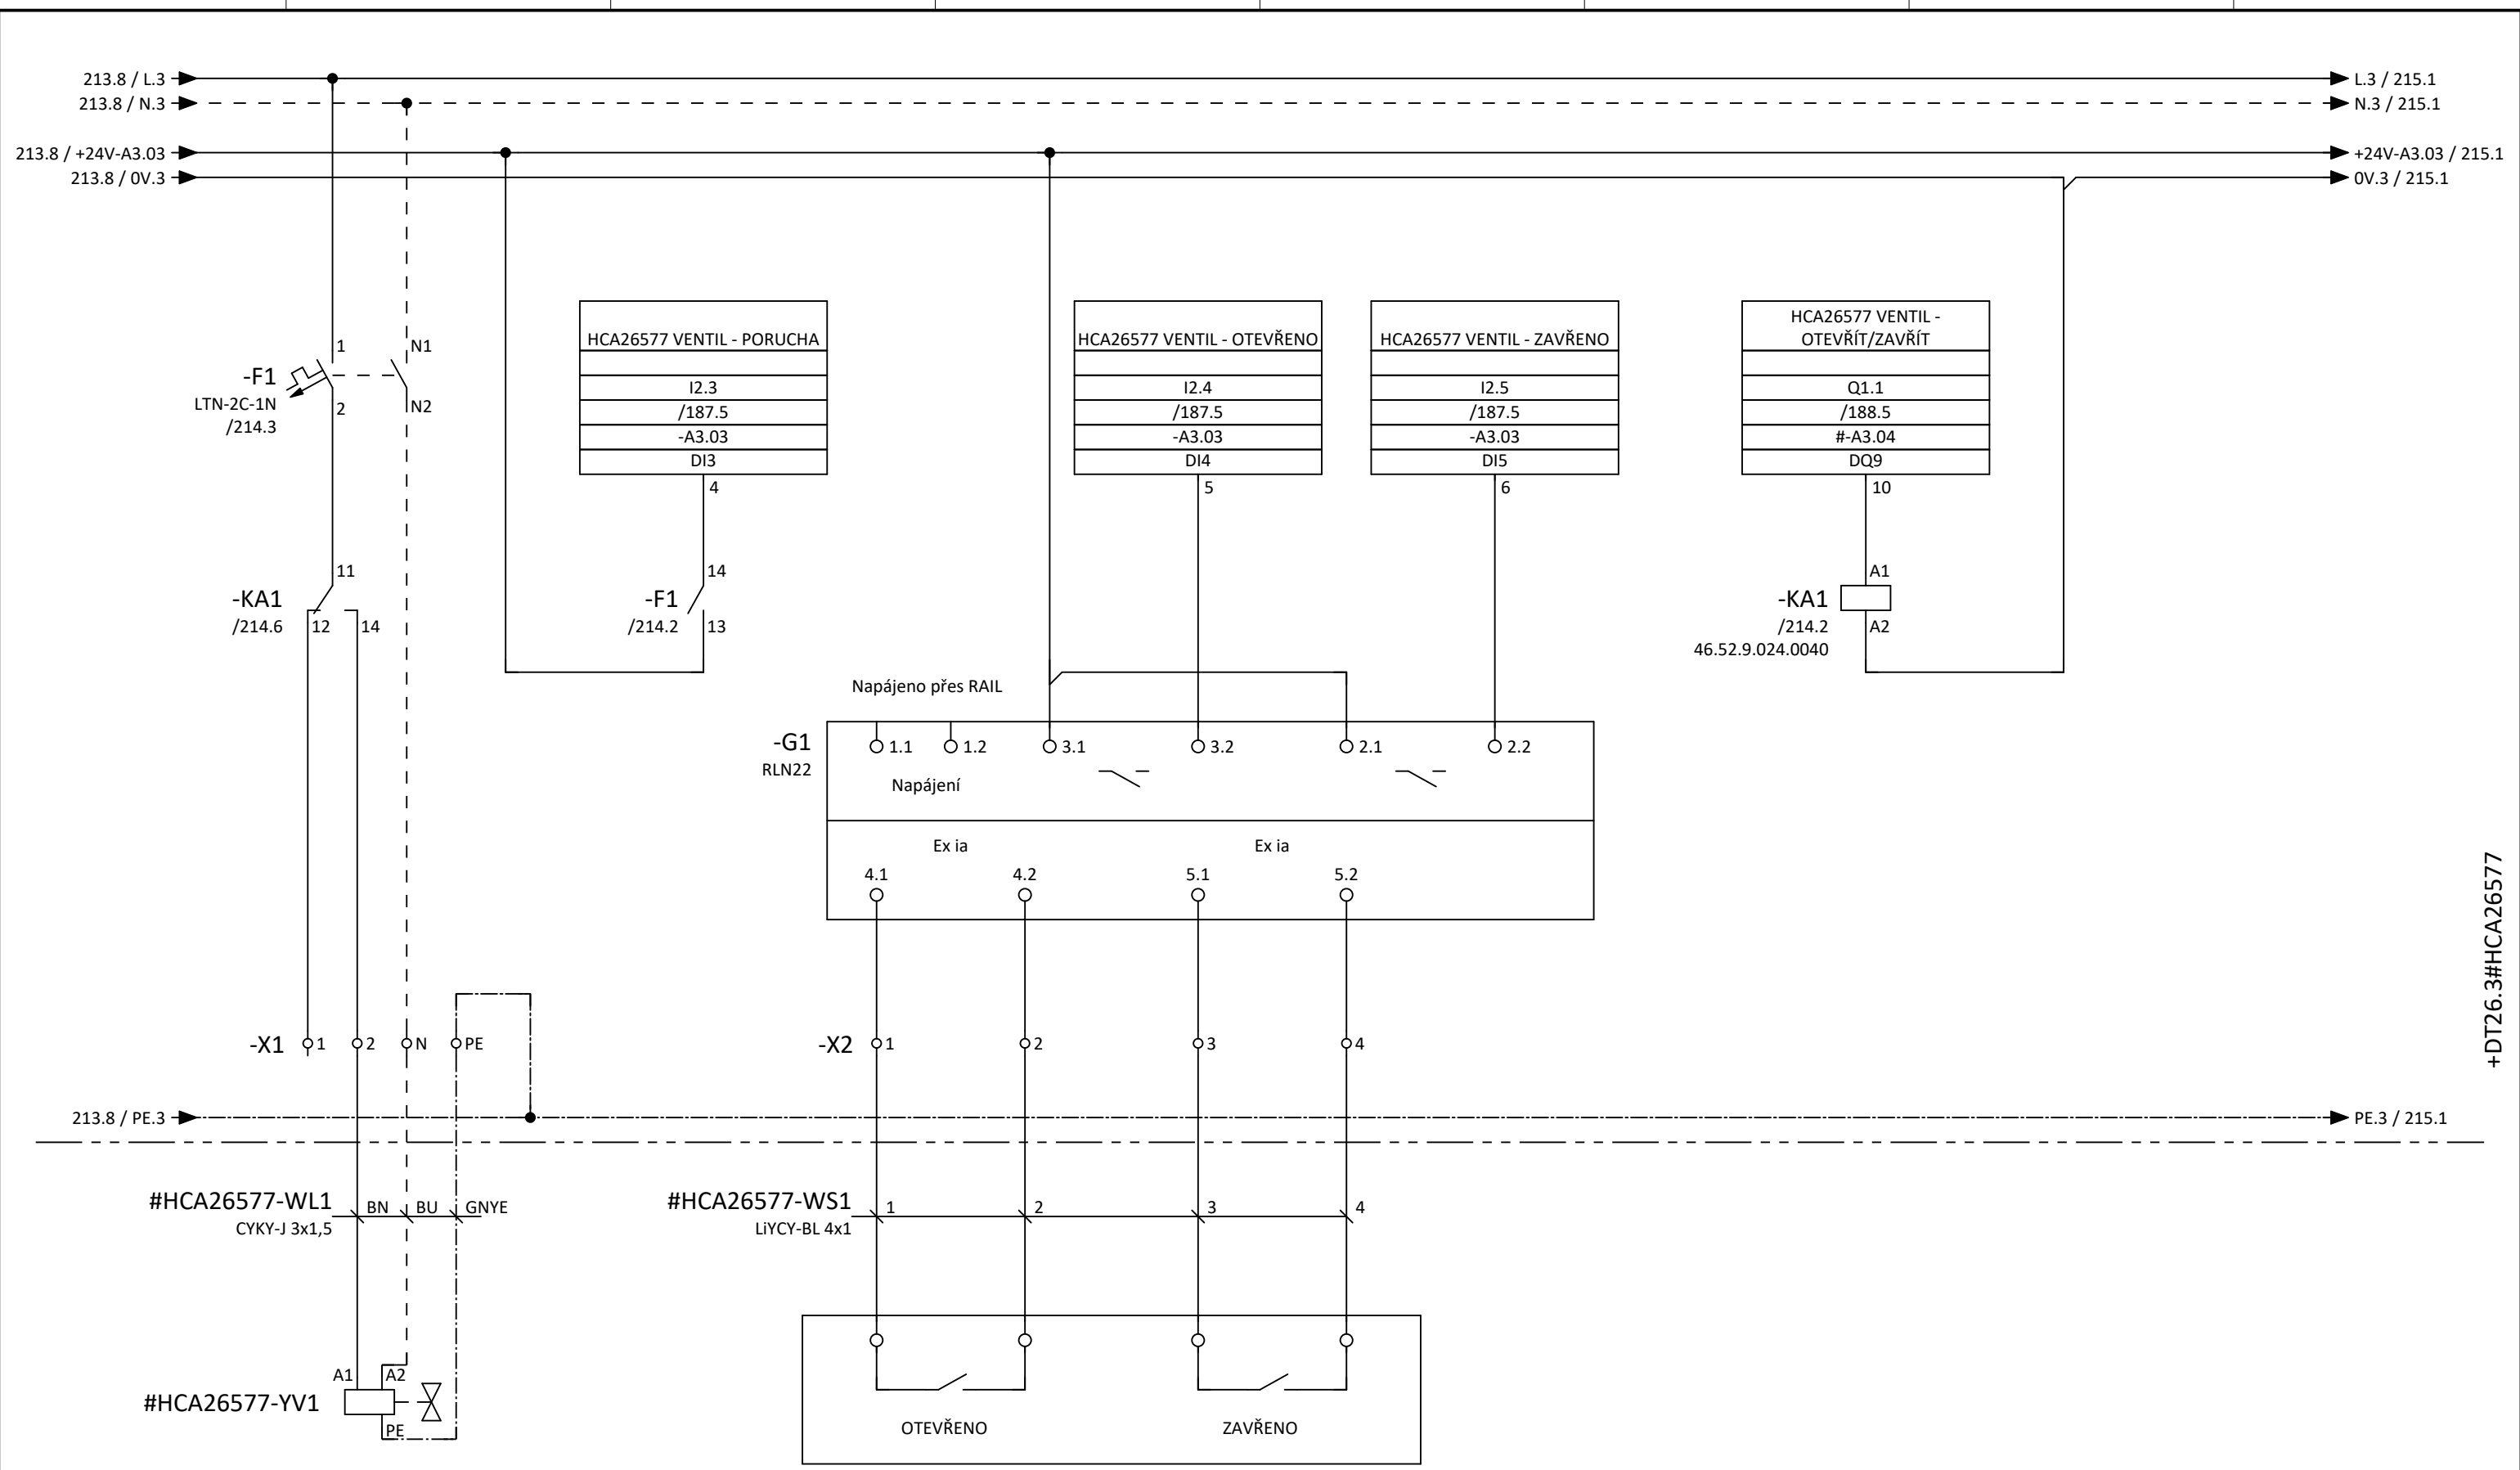 213.8 / L.3
L.3 / 215.1
213.8 / N.3
N.3 / 215.1
213.8 / +24V-A3.03
+24V-A3.03 / 215.1
213.8 / 0V.3
0V.3 / 215.1
1
N1
-F1
LTN-2C-1N
/214.3
2
N2
HCA26577 VENTIL - PORUCHA
I2.3
/187.5
-A3.03
DI3
4
HCA26577 VENTIL - OTEVŘENO
I2.4
/187.5
-A3.03
DI4
5
HCA26577 VENTIL - ZAVŘENO
I2.5
/187.5
-A3.03
DI5
6
HCA26577 VENTIL -
OTEVŘÍT/ZAVŘÍT
Q1.1
/188.5
#-A3.04
DQ9
10
11
-KA1
/214.6
12
14
14
-F1
/214.2
13
A1
-KA1
/214.2
A2
46.52.9.024.0040
Napájeno přes RAIL
-G1
RLN22
1.1
1.2
3.1
3.2
2.1
2.2
Napájení
Ex ia
Ex ia
4.1
4.2
5.1
5.2
+DT26.3#HCA26577
-X1
1
2
N
PE
-X2
1
2
3
4
213.8 / PE.3
PE.3 / 215.1
#HCA26577-WL1
CYKY-J 3x1,5
BN
BU
GNYE
#HCA26577-WS1
LiYCY-BL 4x1
1
2
3
4
A1
A2
#HCA26577-YV1
PE
OTEVŘENO
ZAVŘENO